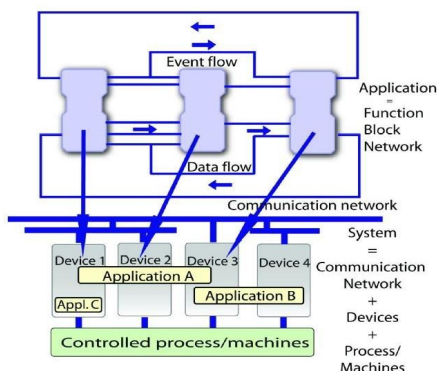 Event flow
Application
=
Function
Block
Network
Data flow
Communication network
System
=
Communication
Network
+
Devices
+
Process/
Machines
Device 1
Device 2
Device 3
Device 4
Application A
Appl. C
Application B
Controlled process/machines